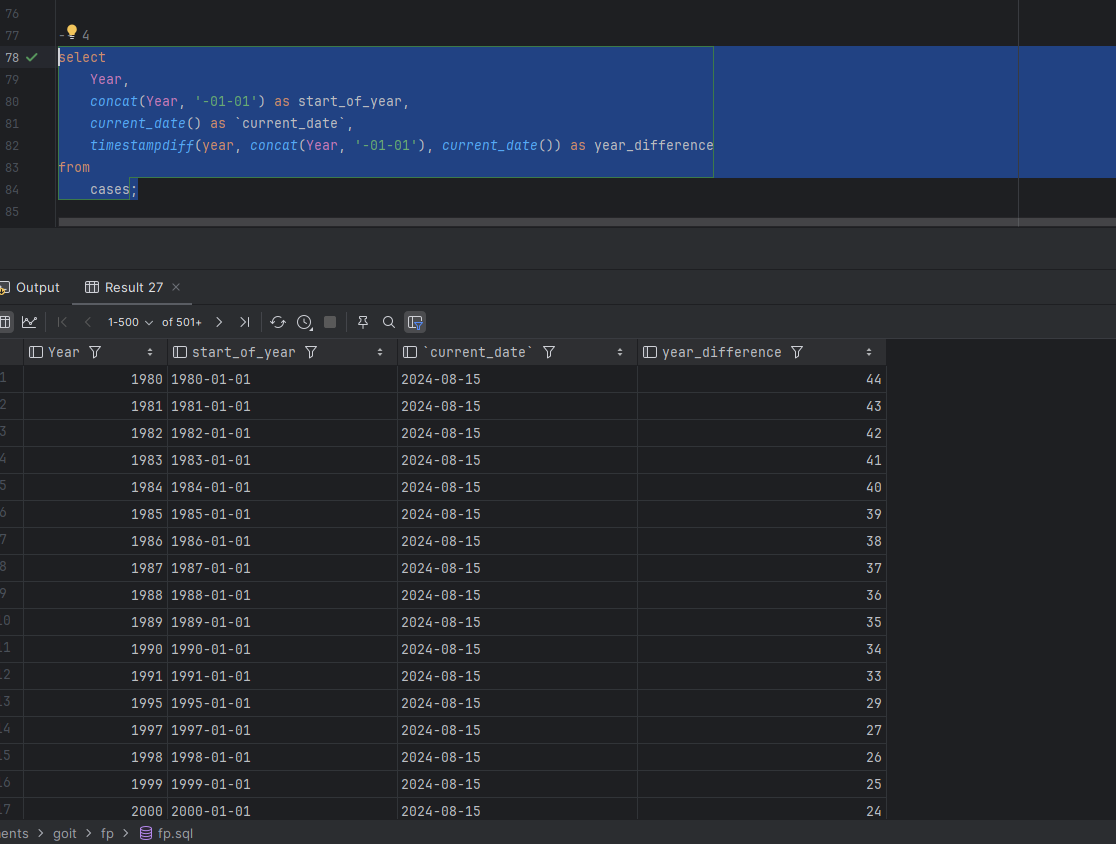 76
77 - 4
78 select
79 Year,
80 concat(Year, '-01-01') as start_of_year,
81 current_date() as `current_date`,
82 timestampdiff(year, concat(Year, '-01-01'), current_date()) as year_difference
83 from
84 cases;
85
Output Result 27
1-500 of 501+
Year start_of_year `current_date` year_difference
1 1980 1980-01-01 2024-08-15 44
2 1981 1981-01-01 2024-08-15 43
3 1982 1982-01-01 2024-08-15 42
4 1983 1983-01-01 2024-08-15 41
5 1984 1984-01-01 2024-08-15 40
6 1985 1985-01-01 2024-08-15 39
7 1986 1986-01-01 2024-08-15 38
8 1987 1987-01-01 2024-08-15 37
9 1988 1988-01-01 2024-08-15 36
0 1989 1989-01-01 2024-08-15 35
1 1990 1990-01-01 2024-08-15 34
2 1991 1991-01-01 2024-08-15 33
3 1995 1995-01-01 2024-08-15 29
4 1997 1997-01-01 2024-08-15 27
5 1998 1998-01-01 2024-08-15 26
6 1999 1999-01-01 2024-08-15 25
7 2000 2000-01-01 2024-08-15 24
ents > goit > fp > fp.sql